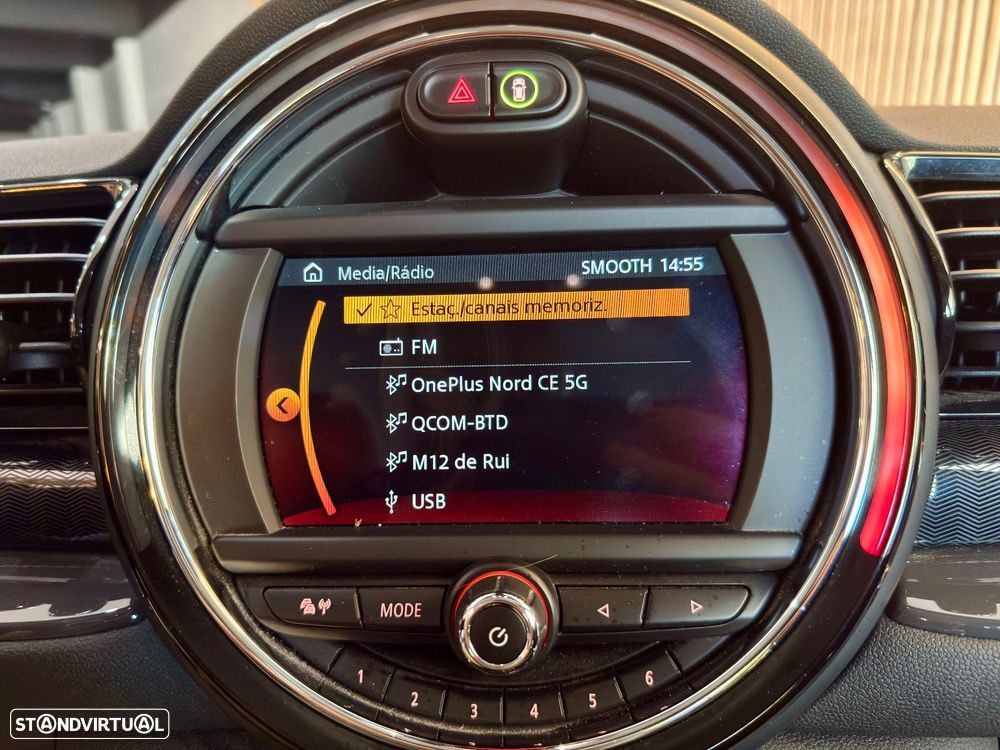 Media/Rádio SMOOTH 14:55
Estaç./canais memoriz.
FM
OnePlus Nord CE 5G
QCOM-BTD
M12 de Rui
USB
MODE
1 2 3 4 5 6
STANDVIRTUAL